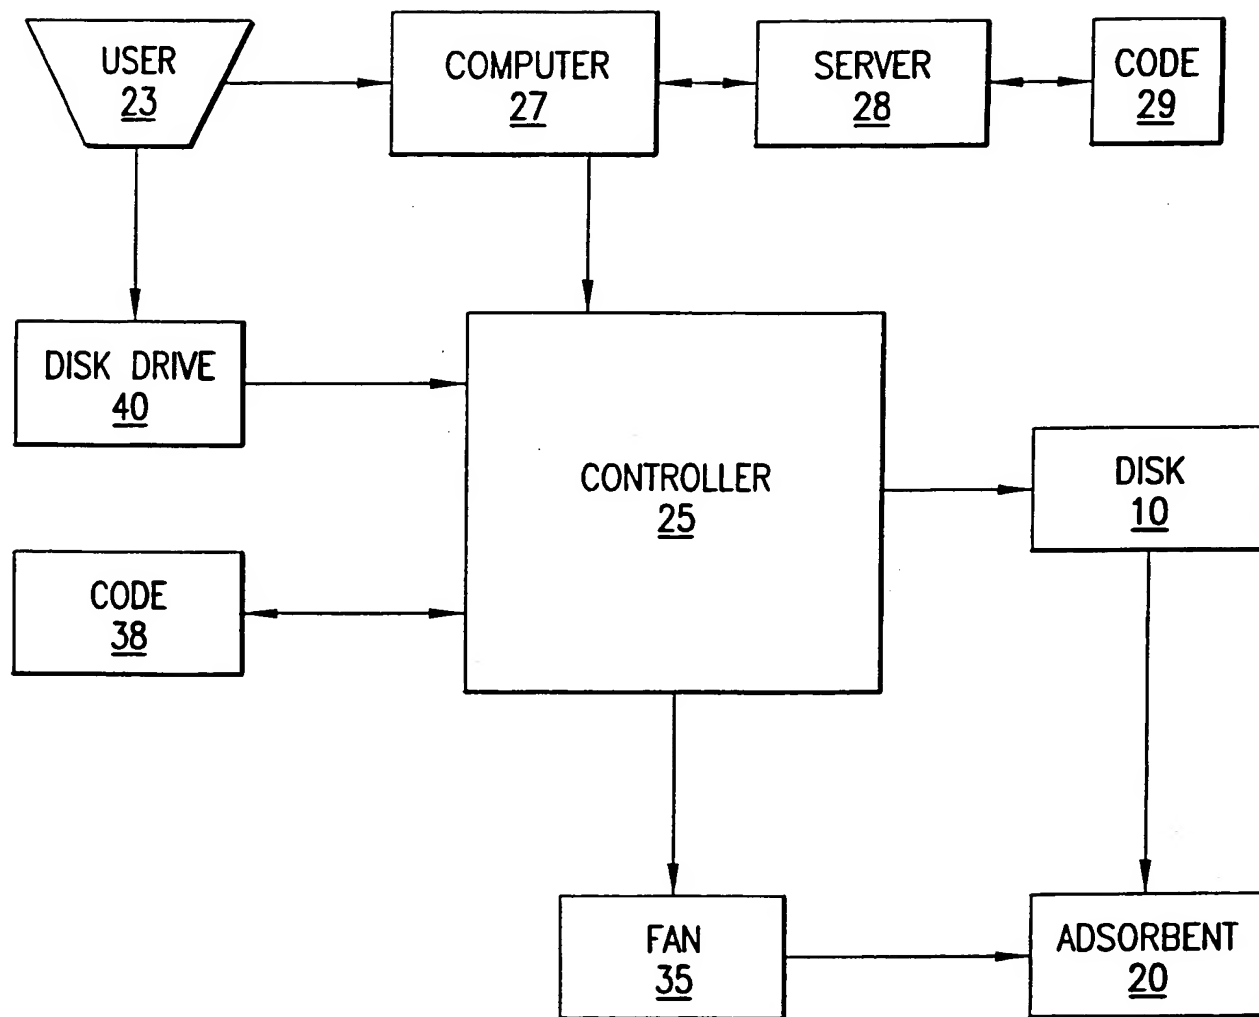 USER
23
COMPUTER
27
SERVER
28
CODE
29
DISK DRIVE
40
CONTROLLER
25
DISK
10
CODE
38
FAN
35
ADSORBENT
20